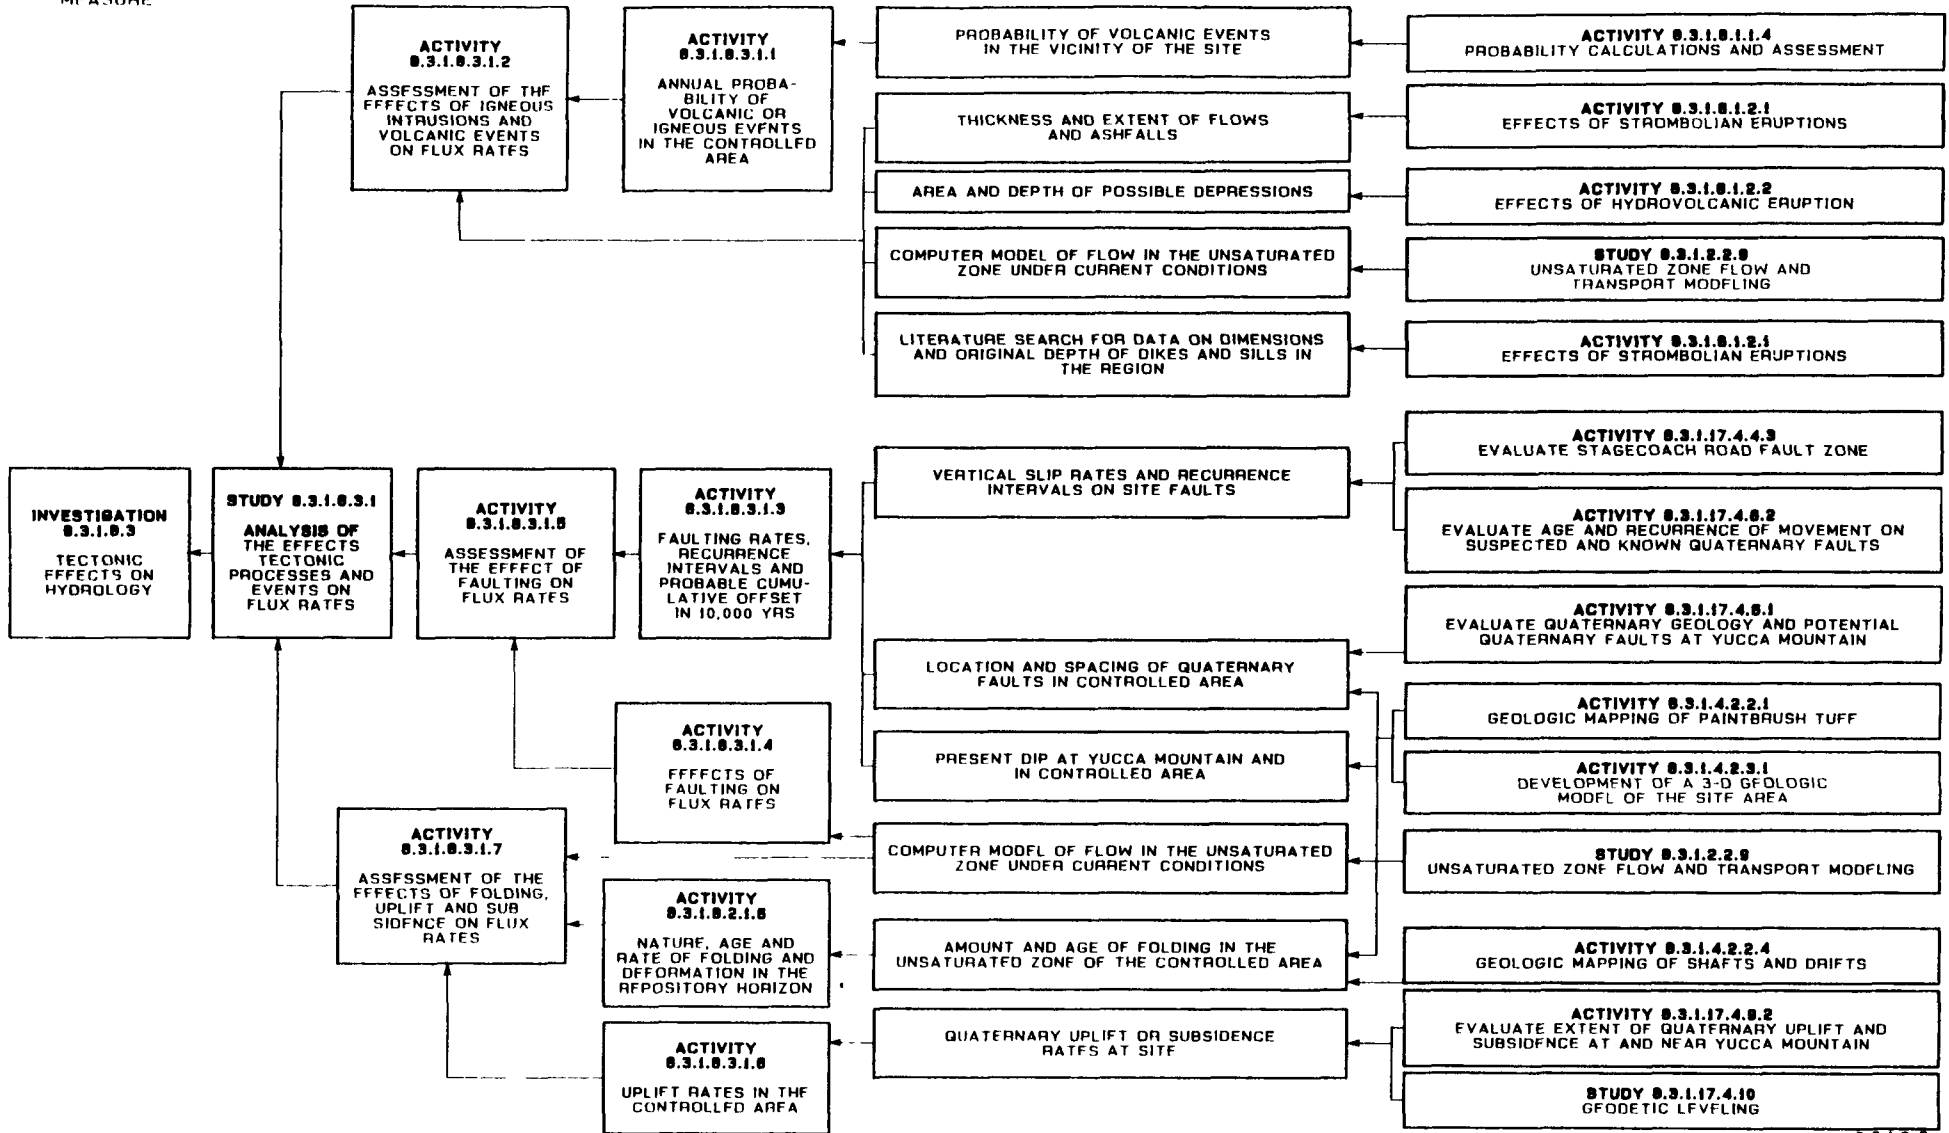 MEASURE
ACTIVITY
8.3.1.8.3.1.2
ASSESSMENT OF THE
EFFECTS OF IGNEOUS
INTRUSIONS AND
VOLCANIC EVENTS
ON FLUX RATES
ACTIVITY
8.3.1.8.3.1.1
ANNUAL PROBA-
BILITY OF
VOLCANIC OR
IGNEOUS EVENTS
IN THE CONTROLLED
AREA
PROBABILITY OF VOLCANIC EVENTS
IN THE VICINITY OF THE SITE
ACTIVITY 8.3.1.8.1.1.4
PROBABILITY CALCULATIONS AND ASSESSMENT
THICKNESS AND EXTENT OF FLOWS
AND ASHFALLS
ACTIVITY 8.3.1.8.1.2.1
EFFECTS OF STROMBOLIAN ERUPTIONS
AREA AND DEPTH OF POSSIBLE DEPRESSIONS
ACTIVITY 8.3.1.8.1.2.2
EFFECTS OF HYDROVOLCANIC ERUPTION
COMPUTER MODEL OF FLOW IN THE UNSATURATED
ZONE UNDER CURRENT CONDITIONS
STUDY 8.3.1.2.2.9
UNSATURATED ZONE FLOW AND
TRANSPORT MODELING
LITERATURE SEARCH FOR DATA ON DIMENSIONS
AND ORIGINAL DEPTH OF DIKES AND SILLS IN
THE REGION
ACTIVITY 8.3.1.8.1.2.1
EFFECTS OF STROMBOLIAN ERUPTIONS
INVESTIGATION
8.3.1.8.3
TECTONIC
EFFECTS ON
HYDROLOGY
STUDY 8.3.1.8.3.1
ANALYSIS OF
THE EFFECTS
TECTONIC
PROCESSES AND
EVENTS ON
FLUX RATES
ACTIVITY
8.3.1.8.3.1.5
ASSESSMENT OF
THE EFFECT OF
FAULTING ON
FLUX RATES
ACTIVITY
8.3.1.8.3.1.3
FAULTING RATES,
RECURRENCE
INTERVALS AND
PROBABLE CUMU-
LATIVE OFFSET
IN 10,000 YRS
VERTICAL SLIP RATES AND RECURRENCE
INTERVALS ON SITE FAULTS
ACTIVITY 8.3.1.17.4.4.3
EVALUATE STAGECOACH ROAD FAULT ZONE
ACTIVITY 8.3.1.17.4.6.2
EVALUATE AGE AND RECURRENCE OF MOVEMENT ON
SUSPECTED AND KNOWN QUATERNARY FAULTS
LOCATION AND SPACING OF QUATERNARY
FAULTS IN CONTROLLED AREA
ACTIVITY 8.3.1.17.4.6.1
EVALUATE QUATERNARY GEOLOGY AND POTENTIAL
QUATERNARY FAULTS AT YUCCA MOUNTAIN
PRESENT DIP AT YUCCA MOUNTAIN AND
IN CONTROLLED AREA
ACTIVITY 8.3.1.4.2.2.1
GEOLOGIC MAPPING OF PAINTBRUSH TUFF
ACTIVITY 8.3.1.4.2.3.1
DEVELOPMENT OF A 3-D GEOLOGIC
MODEL OF THE SITE AREA
ACTIVITY
8.3.1.8.3.1.4
EFFECTS OF
FAULTING ON
FLUX RATES
COMPUTER MODEL OF FLOW IN THE UNSATURATED
ZONE UNDER CURRENT CONDITIONS
STUDY 8.3.1.2.2.9
UNSATURATED ZONE FLOW AND TRANSPORT MODELING
ACTIVITY
8.3.1.8.3.1.7
ASSESSMENT OF THE
EFFECTS OF FOLDING,
UPLIFT AND SUB
SIDENCE ON FLUX
RATES
ACTIVITY
8.3.1.8.2.1.6
NATURE, AGE AND
RATE OF FOLDING AND
DEFORMATION IN THE
REPOSITORY HORIZON
AMOUNT AND AGE OF FOLDING IN THE
UNSATURATED ZONE OF THE CONTROLLED AREA
ACTIVITY 8.3.1.4.2.2.4
GEOLOGIC MAPPING OF SHAFTS AND DRIFTS
ACTIVITY
8.3.1.8.3.1.6
UPLIFT RATES IN THE
CONTROLLED AREA
QUATERNARY UPLIFT OR SUBSIDENCE
RATES AT SITE
ACTIVITY 8.3.1.17.4.9.2
EVALUATE EXTENT OF QUATERNARY UPLIFT AND
SUBSIDENCE AT AND NEAR YUCCA MOUNTAIN
STUDY 8.3.1.17.4.10
GEODETIC LEVELING